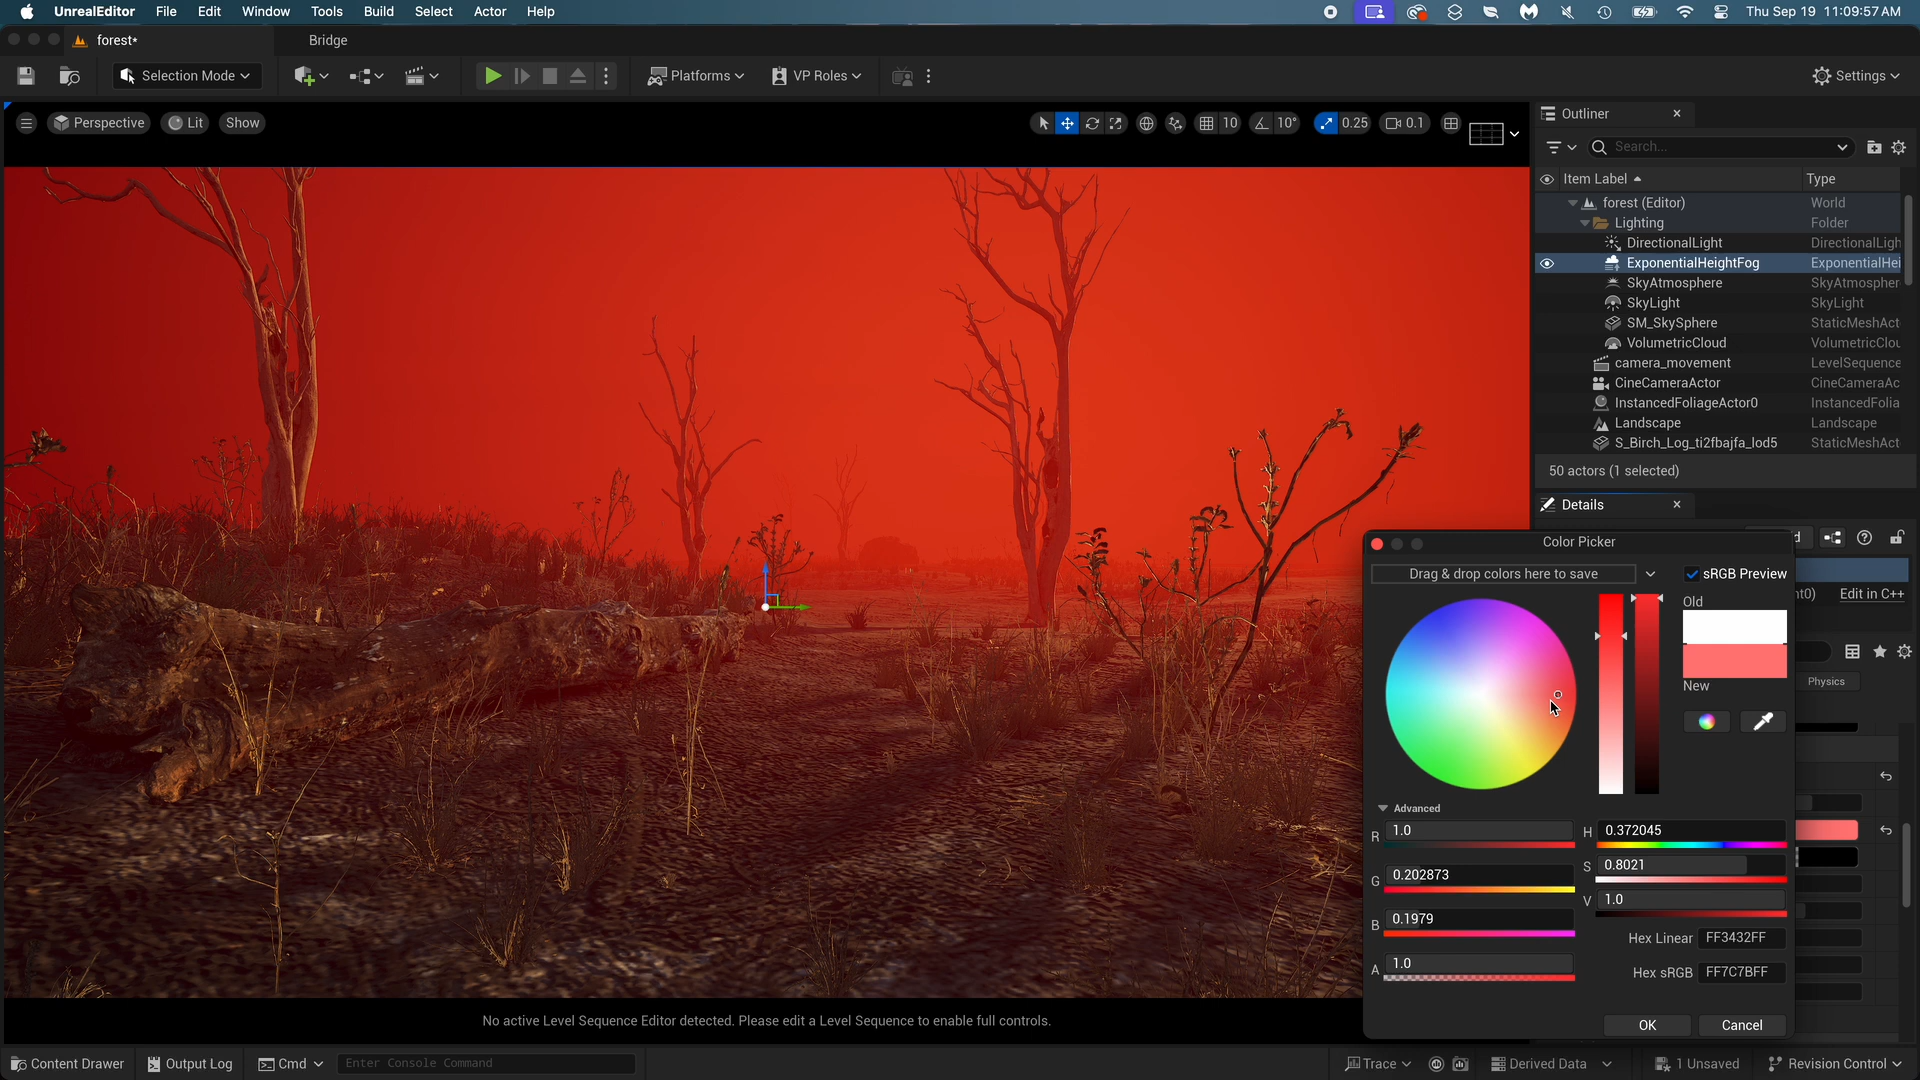 UnrealEditor File Edit Window Tools Build Select Actor Help Thu Sep 19 11:09:57 AM
forest* Bridge
Selection Mode Platforms VP Roles Settings
Perspective Lit Show 10 10° 0.25 0.1
Outliner
Search...
Item Label Type
forest (Editor) World
Lighting Folder
DirectionalLight DirectionalLigh
ExponentialHeightFog ExponentialHei
SkyAtmosphere SkyAtmospher
SkyLight SkyLight
SM_SkySphere StaticMeshAct
VolumetricCloud VolumetricClou
camera_movement LevelSequence
CineCameraActor CineCameraAc
InstancedFoliageActor0 InstancedFolia
Landscape Landscape
S_Birch_Log_ti2fbajfa_lod5 StaticMeshAct
50 actors (1 selected)
Details
d
nt0) Edit in C++
Physics
Color Picker
Drag & drop colors here to save sRGB Preview
Old
New
Advanced
R 1.0 H 0.372045
G 0.202873 S 0.8021
B 0.1979 V 1.0
A 1.0
Hex Linear FF3432FF
Hex sRGB FF7C7BFF
OK Cancel
No active Level Sequence Editor detected. Please edit a Level Sequence to enable full controls.
Content Drawer Output Log Cmd Enter Console Command Trace Derived Data 1 Unsaved Revision Control